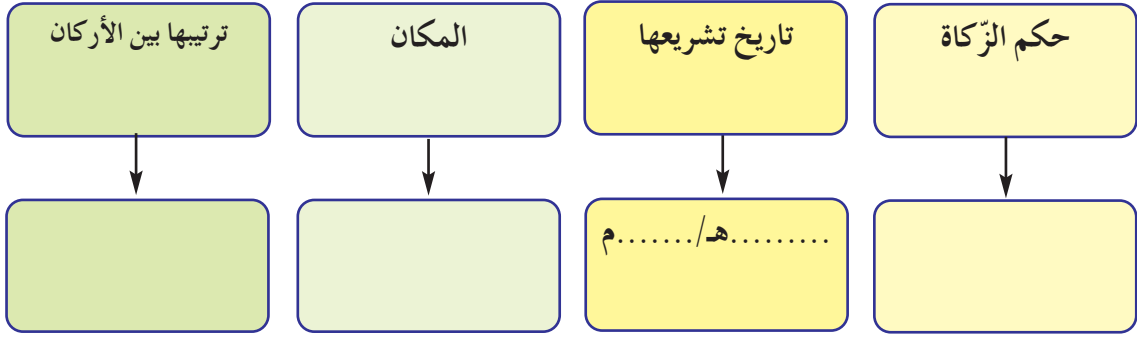 حكم الزّكاة
تاريخ تشريعها
المكان
ترتيبها بين الأركان
.........هـ/.......م